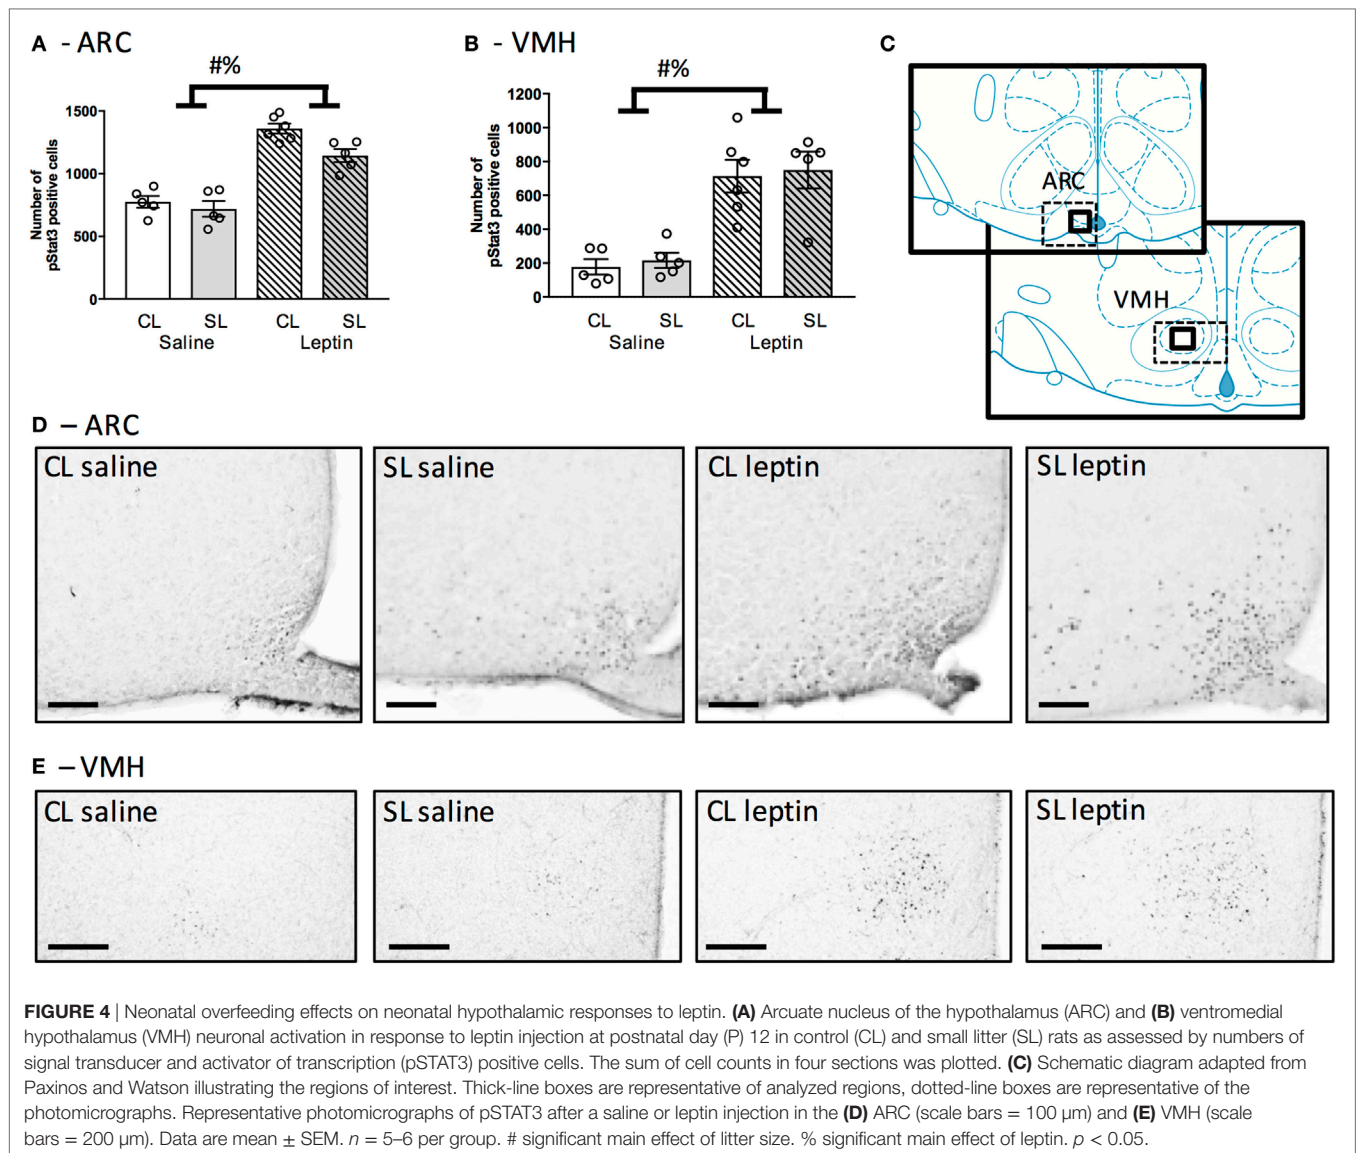 A - ARC
#%
Number of
pStat3 positive cells
1500
1000
500
0
CL SL CL SL
Saline Leptin
B - VMH
#%
Number of
pStat3 positive cells
1200
1000
800
600
400
200
0
CL SL CL SL
Saline Leptin
C
ARC
VMH
D – ARC
CL saline
SL saline
CL leptin
SL leptin
E – VMH
CL saline
SL saline
CL leptin
SL leptin
FIGURE 4 | Neonatal overfeeding effects on neonatal hypothalamic responses to leptin. (A) Arcuate nucleus of the hypothalamus (ARC) and (B) ventromedial
hypothalamus (VMH) neuronal activation in response to leptin injection at postnatal day (P) 12 in control (CL) and small litter (SL) rats as assessed by numbers of
signal transducer and activator of transcription (pSTAT3) positive cells. The sum of cell counts in four sections was plotted. (C) Schematic diagram adapted from
Paxinos and Watson illustrating the regions of interest. Thick-line boxes are representative of analyzed regions, dotted-line boxes are representative of the
photomicrographs. Representative photomicrographs of pSTAT3 after a saline or leptin injection in the (D) ARC (scale bars = 100 µm) and (E) VMH (scale
bars = 200 µm). Data are mean ± SEM. n = 5–6 per group. # significant main effect of litter size. % significant main effect of leptin. p < 0.05.